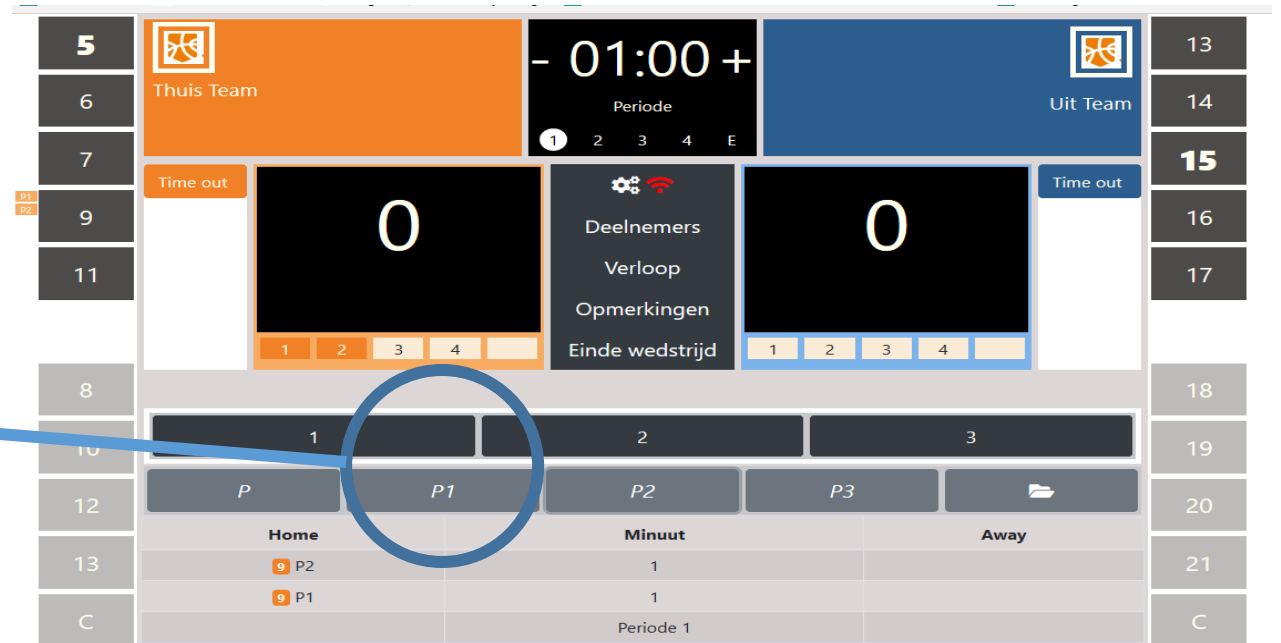 5
6
7
P1
P2
9
11
8
10
12
13
C
Thuis Team
- 01:00 +
Periode
1 2 3 4 E
Uit Team
Time out
0
1 2 3 4
Deelnemers
Verloop
Opmerkingen
Einde wedstrijd
0
1 2 3 4
Time out
1 2 3
P P1 P2 P3
Home Minuut Away
9 P2 1
9 P1 1
Periode 1
13
14
15
16
17
18
19
20
21
C